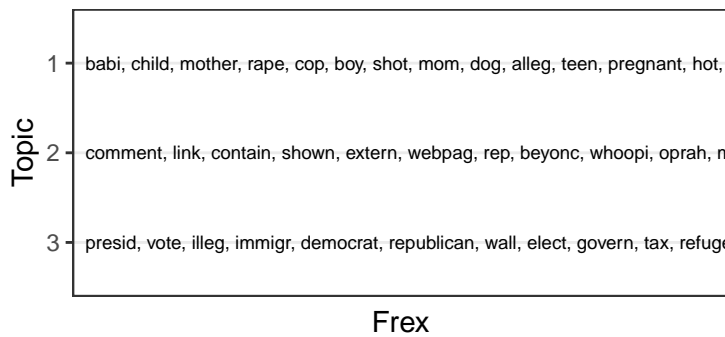 1 babi, child, mother, rape, cop, boy, shot, mom, dog, alleg, teen, pregnant, hot,
Topic
2 comment, link, contain, shown, extern, webpag, rep, beyonc, whoopi, oprah,
3 presid, vote, illeg, immigr, democrat, republican, wall, elect, govern, tax,
Frex